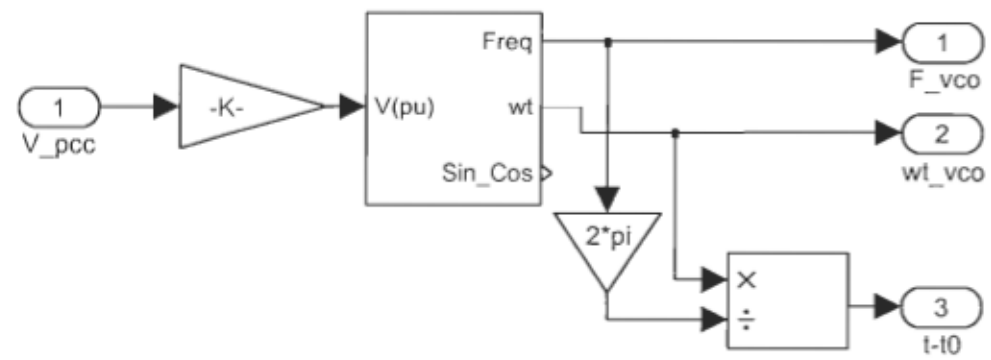 1
V_pcc
-K-
V(pu)
Freq
wt
Sin_Cos
2*pi
×
÷
1
F_vco
2
wt_vco
3
t-t0